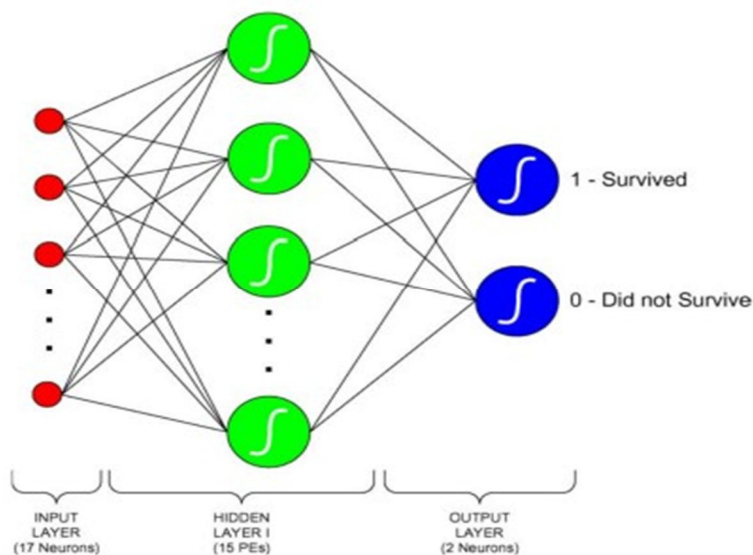 1 - Survived
0 - Did not Survive
INPUT
LAYER
(17 Neurons)
HIDDEN
LAYER I
(15 PEs)
OUTPUT
LAYER
(2 Neurons)